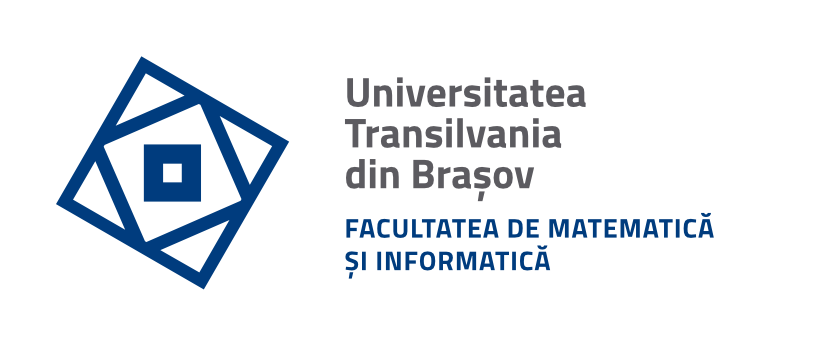 Universitatea
Transilvania
din Brașov
FACULTATEA DE MATEMATICĂ
ȘI INFORMATICĂ